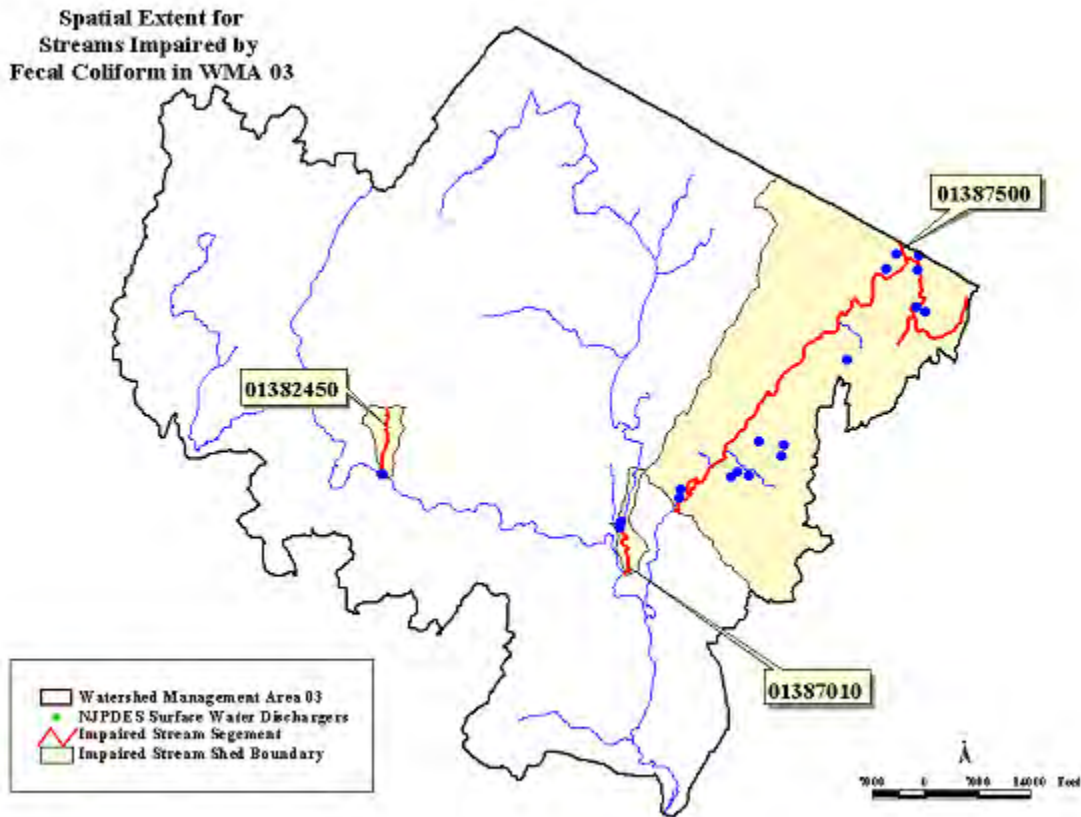 Spatial Extent for
Streams Impaired by
Fecal Coliform in WMA 03
01387500
01382450
01387010
Watershed Management Area 03
NJPDES Surface Water Dischargers
Impaired Stream Segement
Impaired Stream Shed Boundary
7000 0 7000 14000 Feet